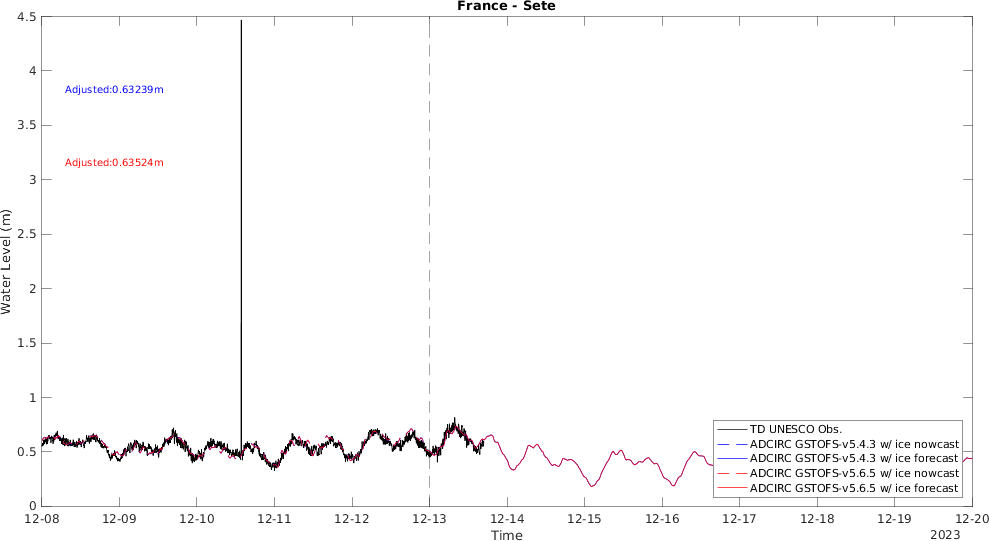 France - Sete
4.5
4
3.5
3
2.5
2
1.5
1
0.5
0
Water Level (m)
Adjusted:0.63239m
Adjusted:0.63524m
TD UNESCO Obs.
ADCIRC GSTOFS-v5.4.3 w/ ice nowcast
ADCIRC GSTOFS-v5.4.3 w/ ice forecast
ADCIRC GSTOFS-v5.6.5 w/ ice nowcast
ADCIRC GSTOFS-v5.6.5 w/ ice forecast
12-08 12-09 12-10 12-11 12-12 12-13 12-14 12-15 12-16 12-17 12-18 12-19 12-20
Time
2023